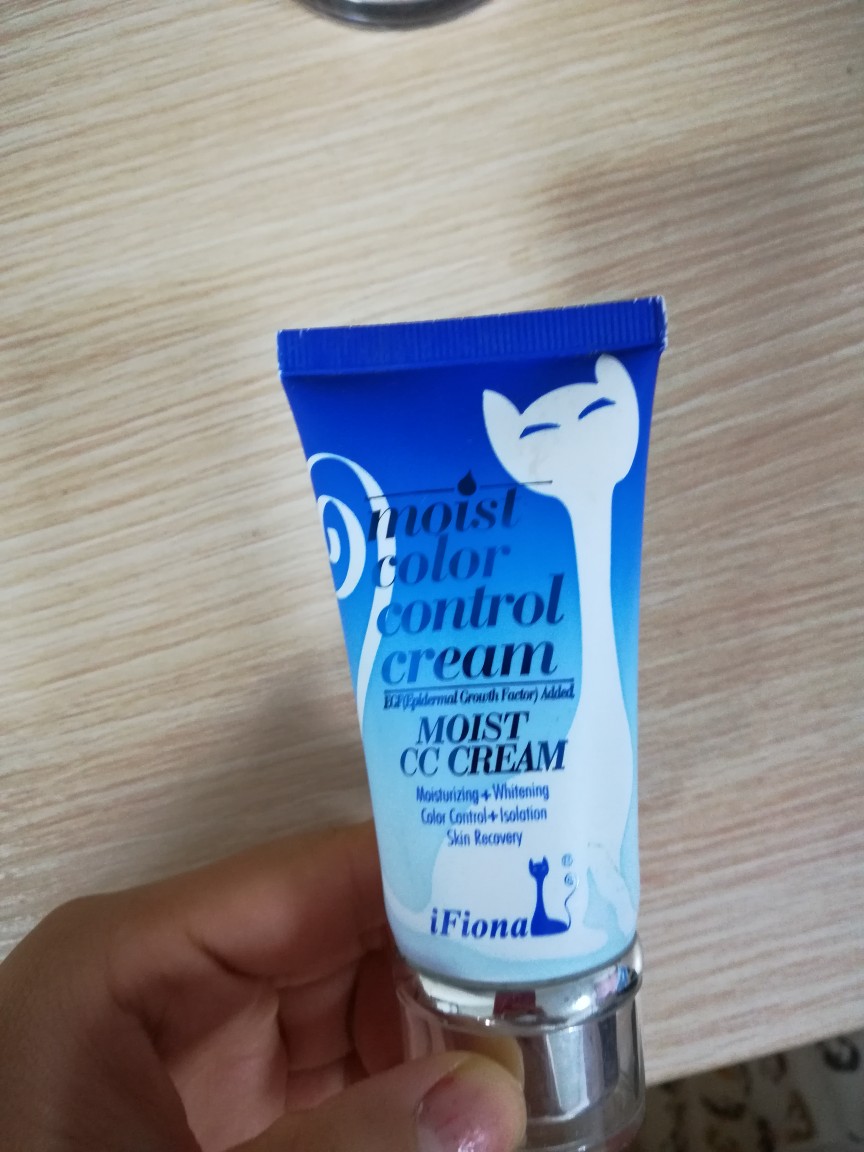 moist
color
control
cream
EGF(Epidermal Growth Factor) Added
MOIST
CC CREAM
Moisturizing+Whitening
Color Control+Isolation
Skin Recovery
iFiona